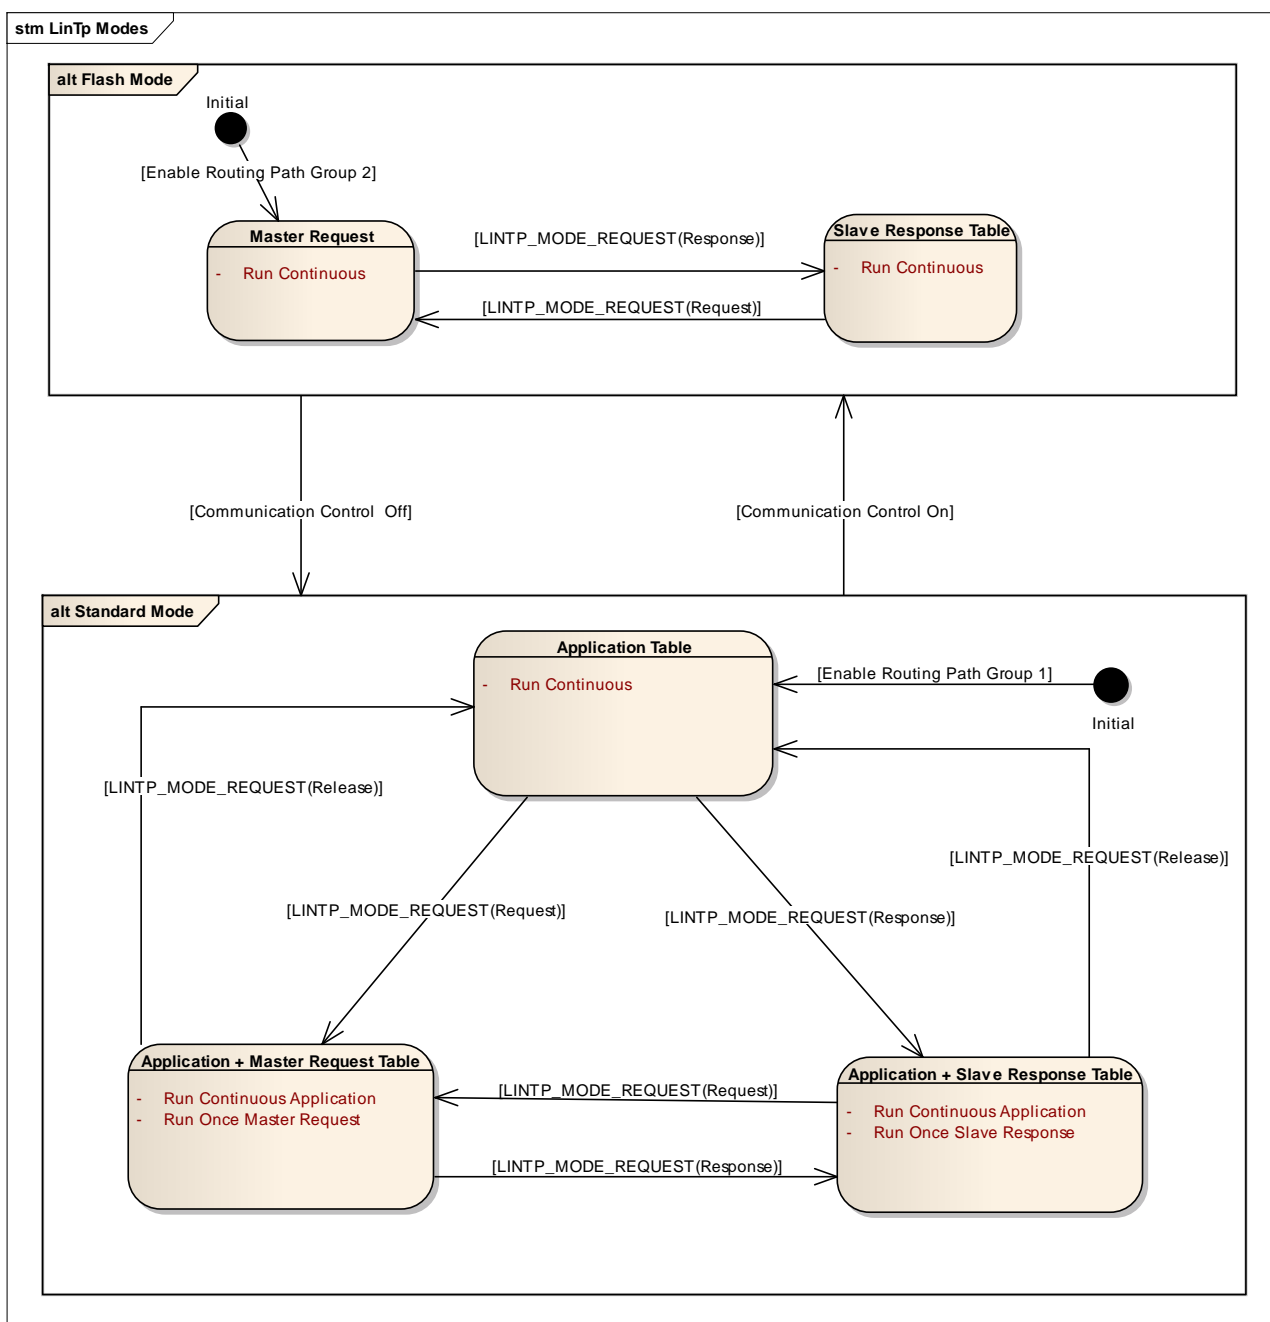 stm LinTp Modes
alt Flash Mode
Initial
[Enable Routing Path Group 2]
Master Request
- Run Continuous
[LINTP_MODE_REQUEST(Response)]
Slave Response Table
- Run Continuous
[LINTP_MODE_REQUEST(Request)]
[Communication Control  Off]
[Communication Control On]
alt Standard Mode
Application Table
- Run Continuous
[Enable Routing Path Group 1]
Initial
[LINTP_MODE_REQUEST(Release)]
[LINTP_MODE_REQUEST(Release)]
[LINTP_MODE_REQUEST(Request)]
[LINTP_MODE_REQUEST(Response)]
Application + Master Request Table
- Run Continuous Application
- Run Once Master Request
[LINTP_MODE_REQUEST(Request)]
[LINTP_MODE_REQUEST(Response)]
Application + Slave Response Table
- Run Continuous Application
- Run Once Slave Response